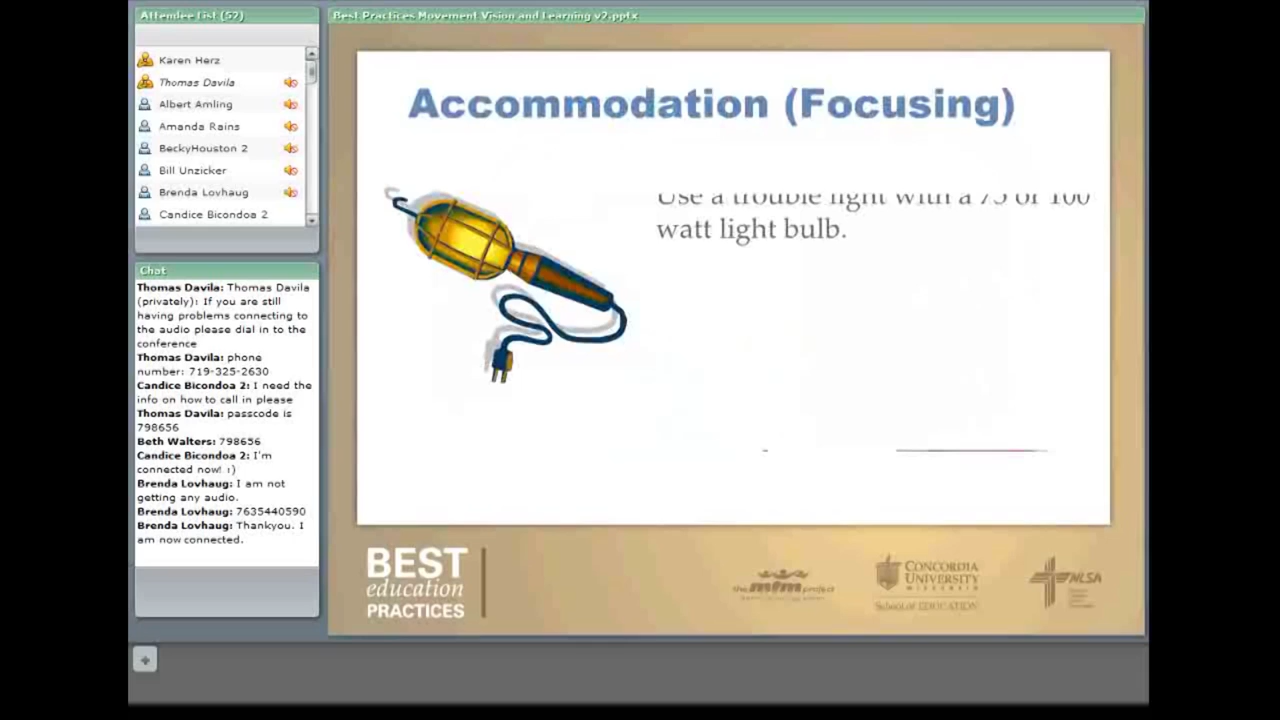 Attendee List (52)
Karen Herz
Thomas Davila
Albert Amling
Amanda Rains
BeckyHouston 2
Bill Unzicker
Brenda Lovhaug
Candice Bicondoa 2
Chat
Thomas Davila: Thomas Davila
(privately): If you are still
having problems connecting to
the audio please dial in to the
conference
Thomas Davila: phone
number: 719-325-2630
Candice Bicondoa 2: I need the
info on how to call in please
Thomas Davila: passcode is
798656
Beth Walters: 798656
Candice Bicondoa 2: I'm
connected now! :)
Brenda Lovhaug: I am not
getting any audio.
Brenda Lovhaug: 7635440590
Brenda Lovhaug: Thankyou. I
am now connected.
Best Practices Movement Vision and Learning v2.pptx
Accommodation (Focusing)
Use a trouble light with a 75 or 100
watt light bulb.
BEST
education
PRACTICES
the mfm project
CONCORDIA
UNIVERSITY
WISCONSIN
School of EDUCATION
NLSA